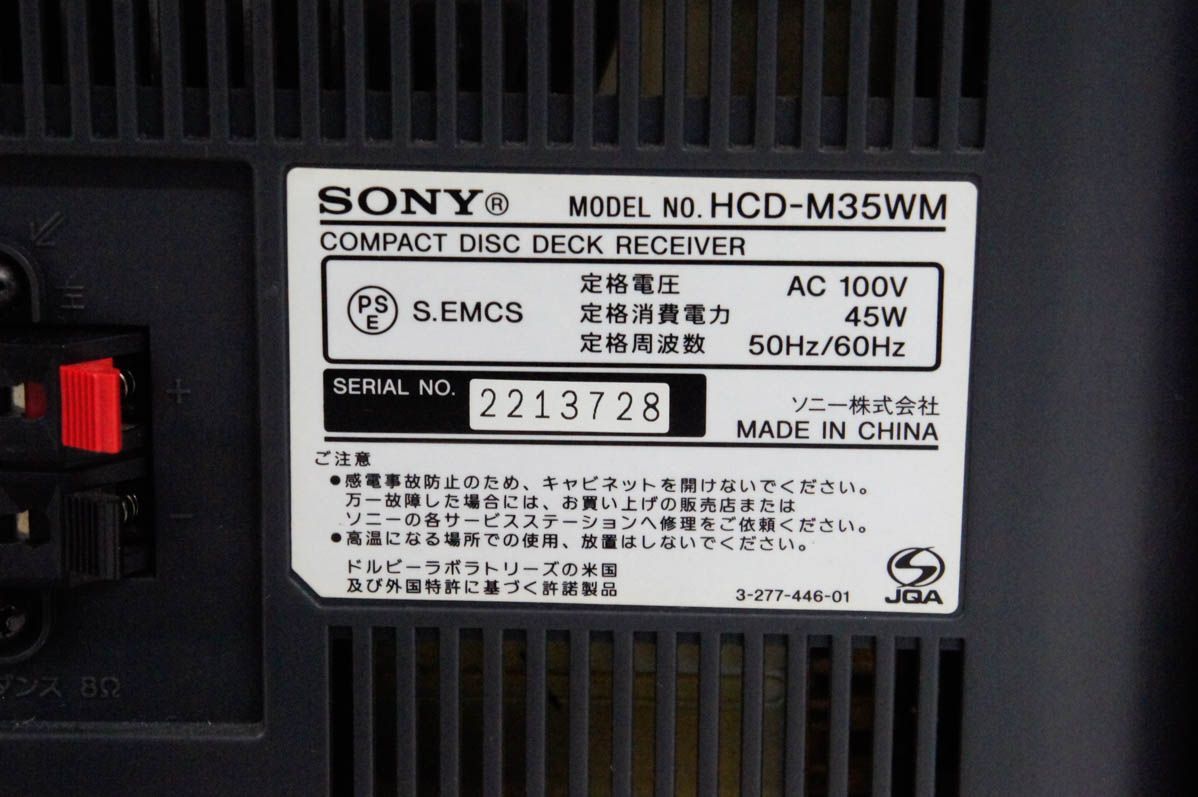 SONY® MODEL NO. HCD-M35WM
COMPACT DISC DECK RECEIVER
PSE S.EMCS
定格電圧 AC 100V
定格消費電力 45W
定格周波数 50Hz/60Hz
SERIAL NO. 2213728
ソニー株式会社
MADE IN CHINA
ご注意
●感電事故防止のため、キャビネットを開けないでください。
万一故障した場合には、お買い上げの販売店または
ソニーの各サービスステーションへ修理をご依頼ください。
●高温になる場所での使用、放置はしないでください。
ドルビーラボラトリーズの米国
及び外国特許に基づく許諾製品
3-277-446-01
JQA
+
−
ダンス 8Ω